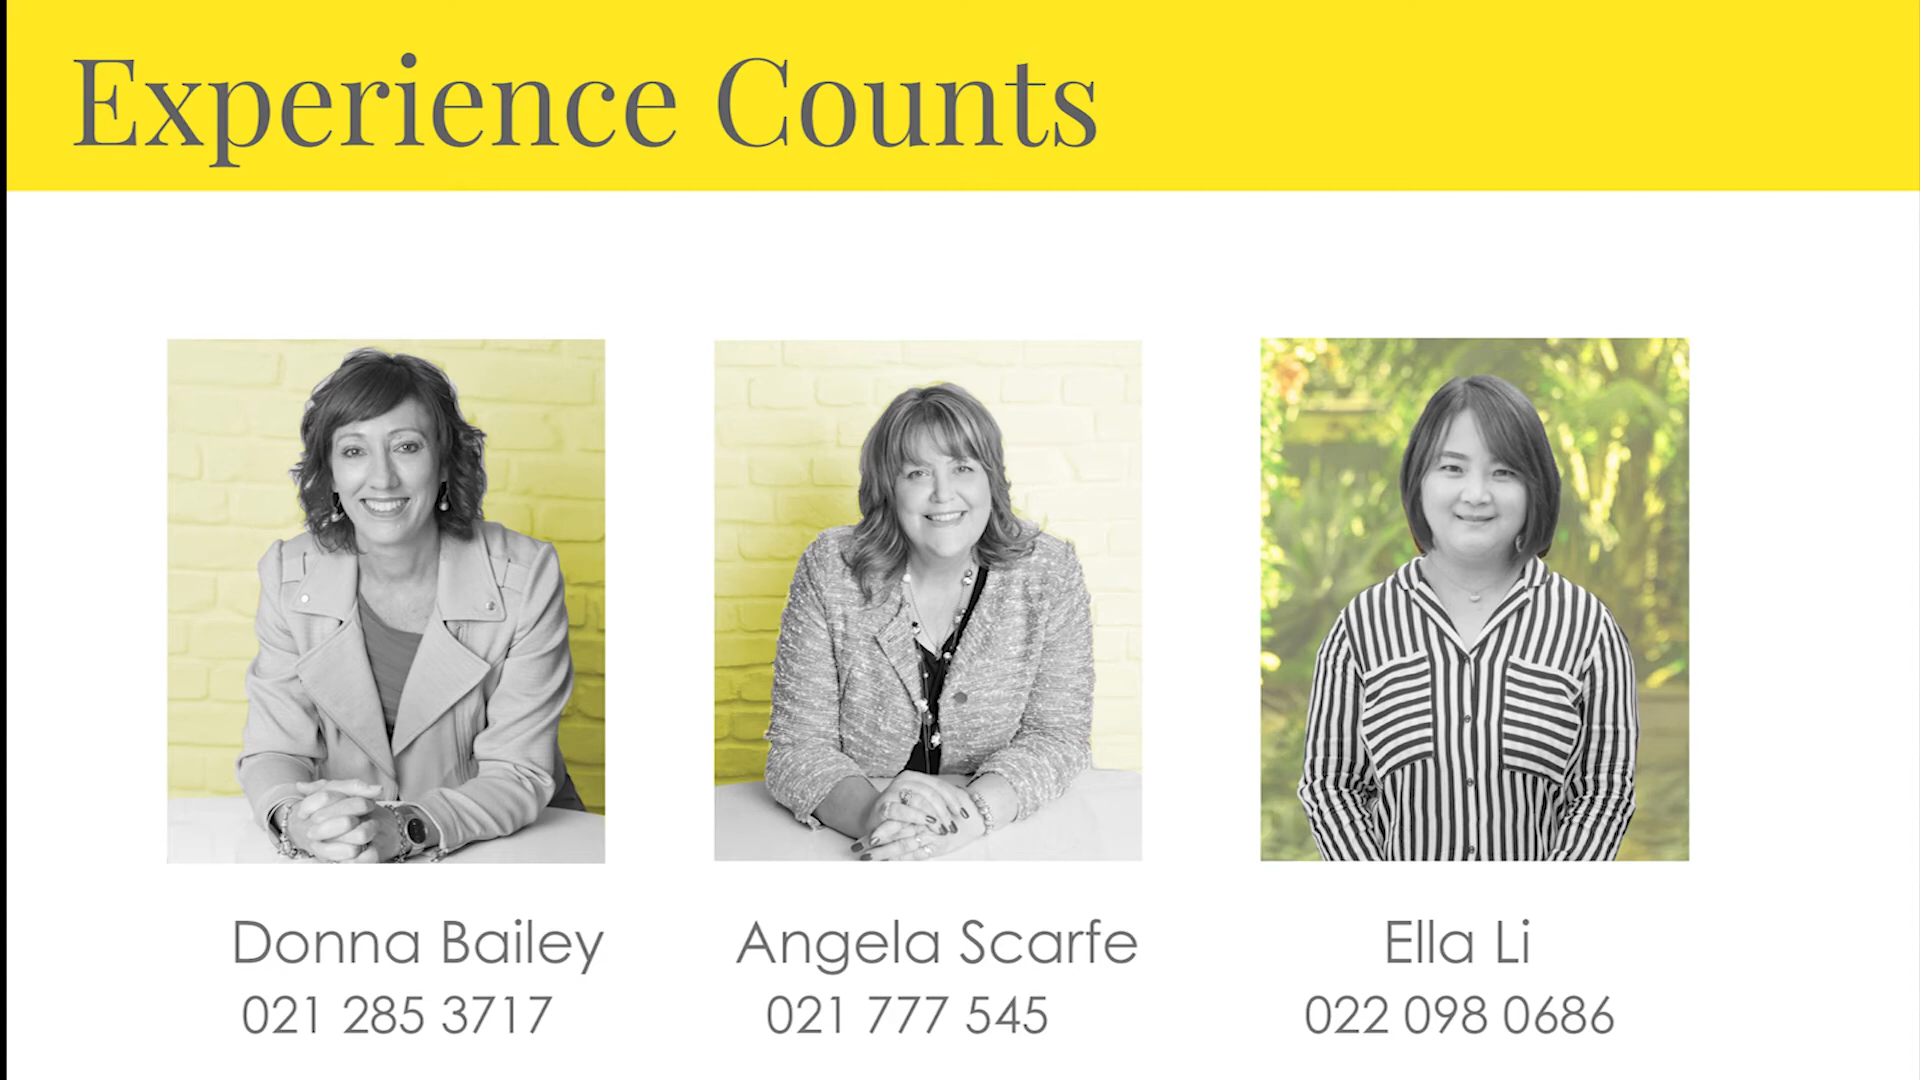 Experience Counts
Donna Bailey
021 285 3717
Angela Scarfe
021 777 545
Ella Li
022 098 0686